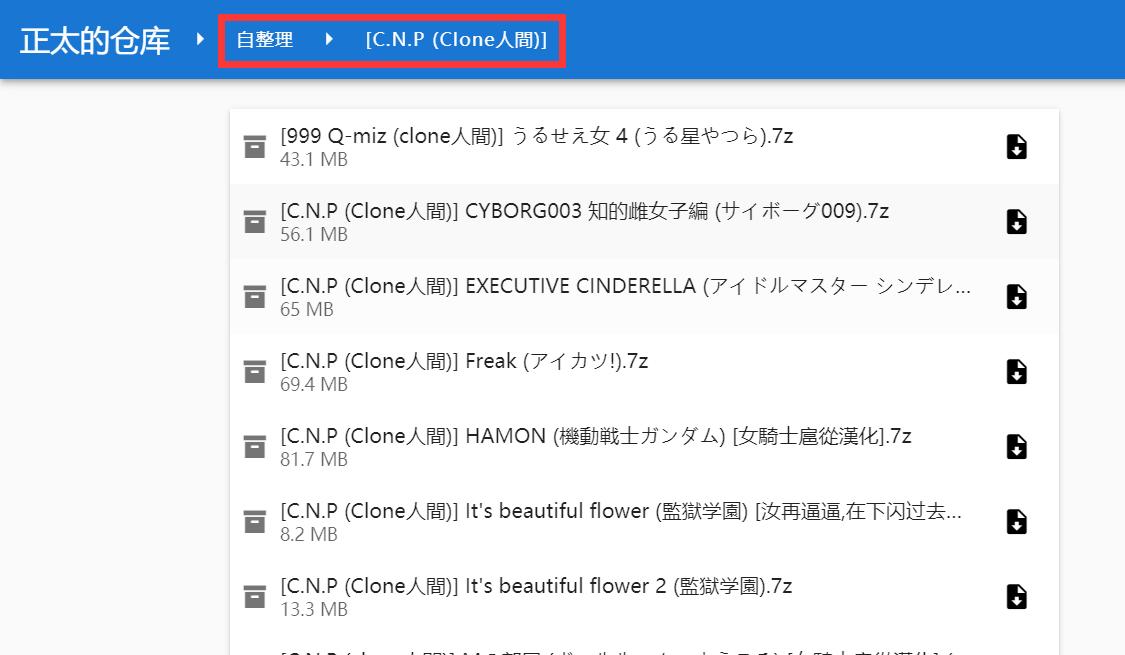 正太的仓库 自整理 [C.N.P (Clone人間)]
[999 Q-miz (clone人間)] うるせえ女 4 (うる星やつら).7z
43.1 MB
[C.N.P (Clone人間)] CYBORG003 知的雌女子編 (サイボーグ009).7z
56.1 MB
[C.N.P (Clone人間)] EXECUTIVE CINDERELLA (アイドルマスター シンデレ...
65 MB
[C.N.P (Clone人間)] Freak (アイカツ!).7z
69.4 MB
[C.N.P (Clone人間)] HAMON (機動戦士ガンダム) [女騎士扈從漢化].7z
81.7 MB
[C.N.P (Clone人間)] It's beautiful flower (監獄学園) [汝再逼逼,在下闪过去...
8.2 MB
[C.N.P (Clone人間)] It's beautiful flower 2 (監獄学園).7z
13.3 MB